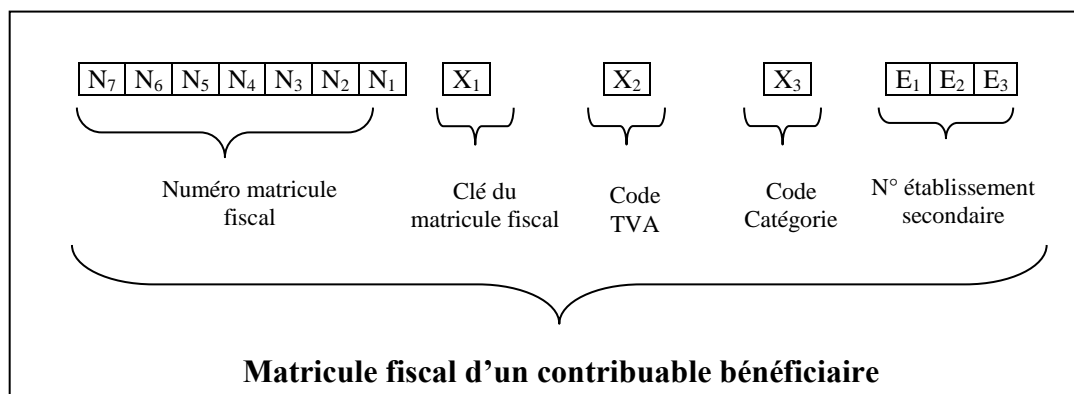 N₇ N₆ N₅ N₄ N₃ N₂ N₁ X₁ X₂ X₃ E₁ E₂ E₃
Numéro matricule
fiscal
Clé du
matricule fiscal
Code
TVA
Code
Catégorie
N° établissement
secondaire
Matricule fiscal d’un contribuable bénéficiaire